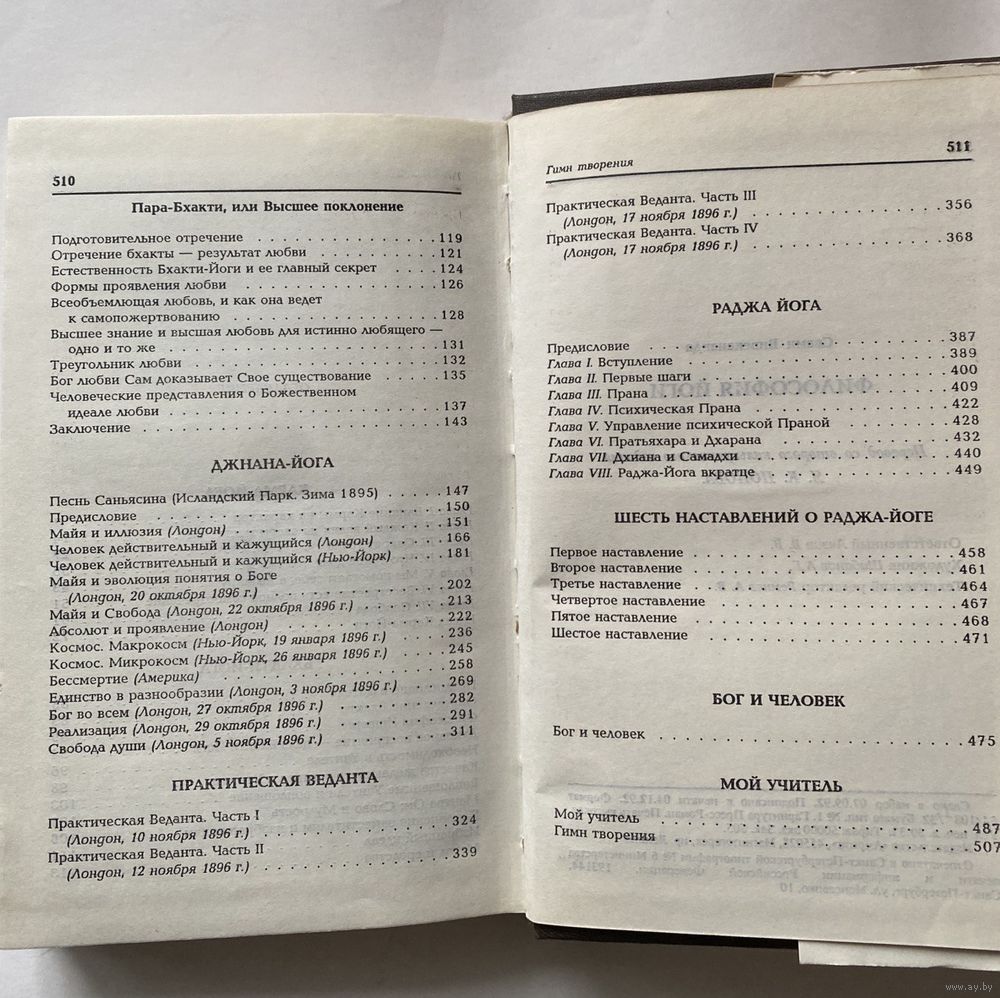 510
Пара-Бхакти, или Высшее поклонение
Подготовительное отречение . . . . . . . . . . . . . . 119
Отречение бхакты — результат любви . . . . . . . . . 121
Естественность Бхакти-Йоги и ее главный секрет . . . . 124
Формы проявления любви . . . . . . . . . . . . . . . 126
Всеобъемлющая любовь, и как она ведет
к самопожертвованию . . . . . . . . . . . . . . . 128
Высшее знание и высшая любовь для истинно любящего —
одно и то же . . . . . . . . . . . . . . . . . . . 131
Треугольник любви . . . . . . . . . . . . . . . . . . 132
Бог любви Сам доказывает Свое существование . . . . . 135
Человеческие представления о Божественном
идеале любви . . . . . . . . . . . . . . . . . . . 137
Заключение . . . . . . . . . . . . . . . . . . . . . 143
ДЖНАНА-ЙОГА
Песнь Саньясина (Исландский Парк. Зима 1895) . . . . . 147
Предисловие . . . . . . . . . . . . . . . . . . . . . 150
Майя и иллюзия (Лондон) . . . . . . . . . . . . . . . 151
Человек действительный и кажущийся (Лондон) . . . . . 166
Человек действительный и кажущийся (Нью-Йорк) . . . . 181
Майя и эволюция понятия о Боге
(Лондон, 20 октября 1896 г.) . . . . . . . . . . . 202
Майя и Свобода (Лондон, 22 октября 1896 г.) . . . . . 213
Абсолют и проявление (Лондон) . . . . . . . . . . . . 222
Космос. Макрокосм (Нью-Йорк, 19 января 1896 г.) . . . 236
Космос. Микрокосм (Нью-Йорк, 26 января 1896 г.) . . . 245
Бессмертие (Америка) . . . . . . . . . . . . . . . . 258
Единство в разнообразии (Лондон, 3 ноября 1896 г.) . . 269
Бог во всем (Лондон, 27 октября 1896 г.) . . . . . . . 282
Реализация (Лондон, 29 октября 1896 г.) . . . . . . . 291
Свобода души (Лондон, 5 ноября 1896 г.) . . . . . . . 311
ПРАКТИЧЕСКАЯ ВЕДАНТА
Практическая Веданта. Часть I
(Лондон, 10 ноября 1896 г.) . . . . . . . . . . . . 324
Практическая Веданта. Часть II
(Лондон, 12 ноября 1896 г.) . . . . . . . . . . . . 339
Гимн творения 511
Практическая Веданта. Часть III
(Лондон, 17 ноября 1896 г.) . . . . . . . . . . . . 356
Практическая Веданта. Часть IV
(Лондон, 17 ноября 1896 г.) . . . . . . . . . . . . 368
РАДЖА ЙОГА
Предисловие . . . . . . . . . . . . . . . . . . . . . 387
Глава I. Вступление . . . . . . . . . . . . . . . . . 389
Глава II. Первые шаги . . . . . . . . . . . . . . . . 400
Глава III. Прана . . . . . . . . . . . . . . . . . . 409
Глава IV. Психическая Прана . . . . . . . . . . . . . 422
Глава V. Управление психической Праной . . . . . . . . 428
Глава VI. Пратьяхара и Дхарана . . . . . . . . . . . . 432
Глава VII. Дхиана и Самадхи . . . . . . . . . . . . . 440
Глава VIII. Раджа-Йога вкратце . . . . . . . . . . . . 449
ШЕСТЬ НАСТАВЛЕНИЙ О РАДЖА-ЙОГЕ
Первое наставление . . . . . . . . . . . . . . . . . 458
Второе наставление . . . . . . . . . . . . . . . . . 461
Третье наставление . . . . . . . . . . . . . . . . . 464
Четвертое наставление . . . . . . . . . . . . . . . . 467
Пятое наставление . . . . . . . . . . . . . . . . . . 468
Шестое наставление . . . . . . . . . . . . . . . . . 471
БОГ И ЧЕЛОВЕК
Бог и человек . . . . . . . . . . . . . . . . . . . . 475
МОЙ УЧИТЕЛЬ
Мой учитель . . . . . . . . . . . . . . . . . . . . . 487
Гимн творения . . . . . . . . . . . . . . . . . . . . 507
www.ay.by